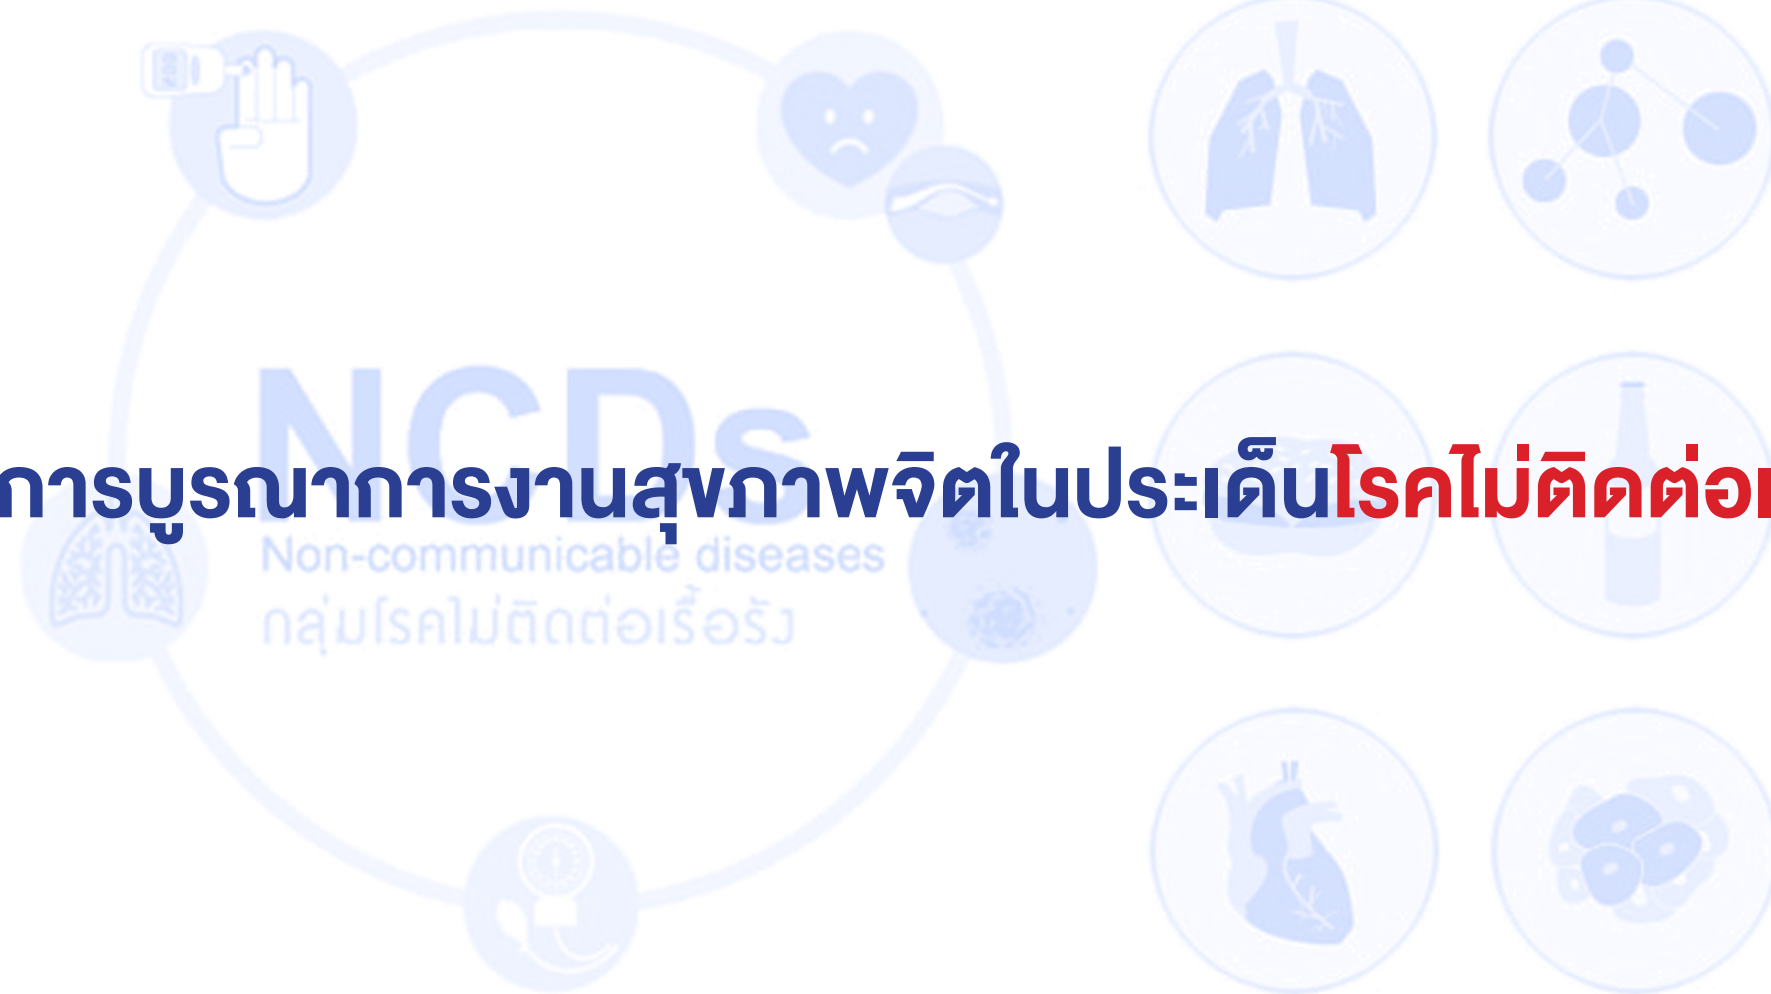 NCDs
การบูรณาการงานสุขภาพจิตในประเด็นโรคไม่ติดต่อเ
Non-communicable diseases
กลุ่มโรคไม่ติดต่อเรื้อรัง